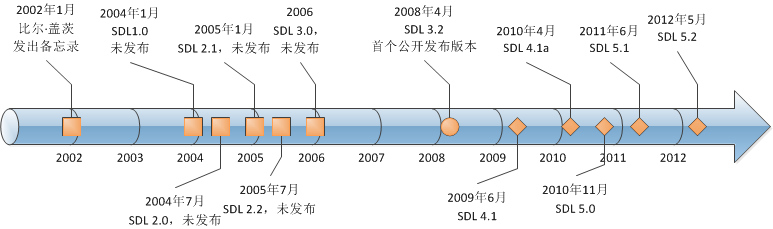 2002年1月
比尔·盖茨
发出备忘录
2004年1月
SDL1.0
未发布
2005年1月
SDL 2.1，未发布
2006
SDL 3.0，
未发布
2008年4月
SDL 3.2
首个公开发布版本
2010年4月
SDL 4.1a
2011年6月
SDL 5.1
2012年5月
SDL 5.2
2002
2003
2004
2005
2006
2007
2008
2009
2010
2011
2012
2004年7月
SDL 2.0，未发布
2005年7月
SDL 2.2，未发布
2009年6月
SDL 4.1
2010年11月
SDL 5.0